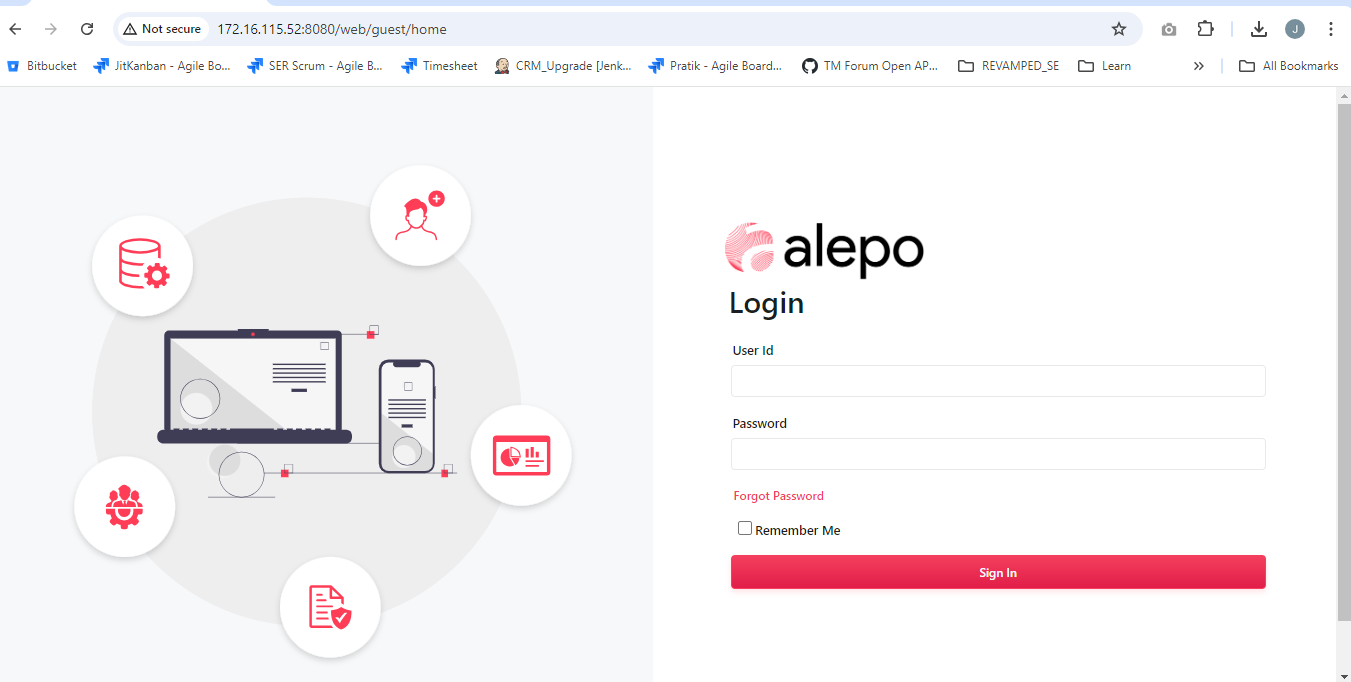 Not secure 172.16.115.52:8080/web/guest/home J
Bitbucket JitKanban - Agile Bo... SER Scrum - Agile B... Timesheet CRM_Upgrade [Jenk... Pratik - Agile Board... TM Forum Open AP... REVAMPED_SE Learn » All Bookmarks
alepo
Login
User Id
Password
Forgot Password
Remember Me
Sign In